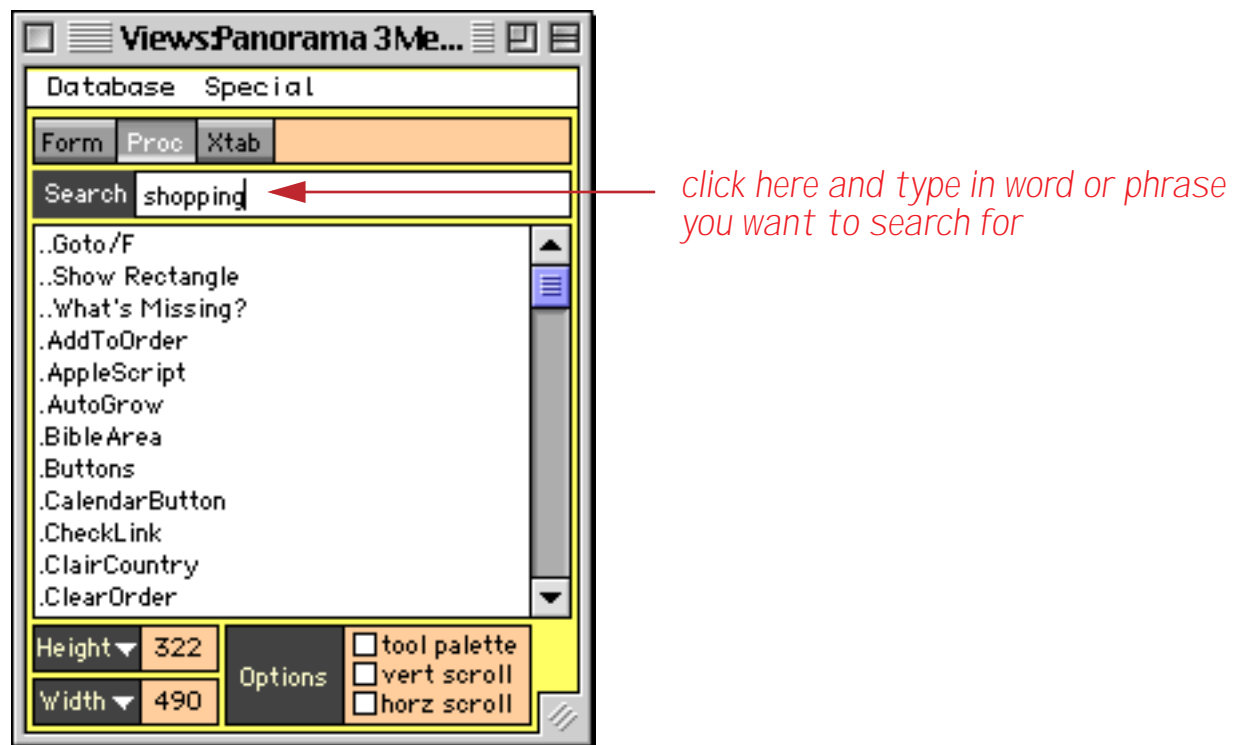 Views:Panorama 3Me...
Database Special
Form Proc Xtab
Search shopping
click here and type in word or phrase
you want to search for
..Goto/F
..Show Rectangle
..What's Missing?
.AddToOrder
.AppleScript
.AutoGrow
.BibleArea
.Buttons
.CalendarButton
.CheckLink
.ClairCountry
.ClearOrder
Height 322
Width 490
Options
tool palette
vert scroll
horz scroll